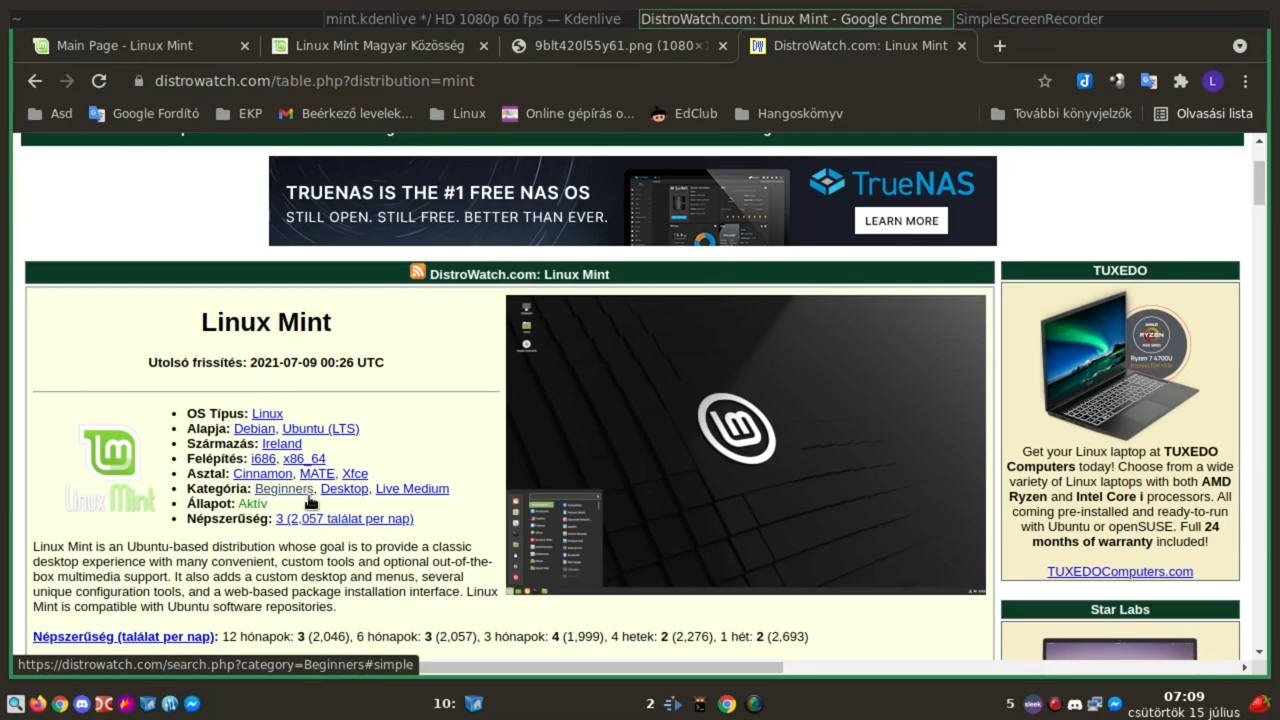 ~
mint.kdenlive */ HD 1080p 60 fps — Kdenlive
DistroWatch.com: Linux Mint - Google Chrome
SimpleScreenRecorder
Main Page - Linux Mint
Linux Mint Magyar Közösség
9blt420l55y61.png (1080×1
DistroWatch.com: Linux Mint
distrowatch.com/table.php?distribution=mint
L
Asd
Google Fordító
EKP
Beérkező levelek...
Linux
Online gépírás o...
EdClub
Hangoskönyv
További könyvjelzők
Olvasási lista
TRUENAS IS THE #1 FREE NAS OS
STILL OPEN. STILL FREE. BETTER THAN EVER.
TrueNAS
LEARN MORE
DistroWatch.com: Linux Mint
Linux Mint
Utolsó frissítés: 2021-07-09 00:26 UTC
Linux Mint
• OS Típus: Linux
• Alapja: Debian, Ubuntu (LTS)
• Származás: Ireland
• Felépítés: i686, x86_64
• Asztal: Cinnamon, MATE, Xfce
• Kategória: Beginners, Desktop, Live Medium
• Állapot: Aktív
• Népszerűség: 3 (2,057 találat per nap)
Linux Mint is an Ubuntu-based distribution whose goal is to provide a classic
desktop experience with many convenient, custom tools and optional out-of-the-
box multimedia support. It also adds a custom desktop and menus, several
unique configuration tools, and a web-based package installation interface. Linux
Mint is compatible with Ubuntu software repositories.
Népszerűség (találat per nap): 12 hónapok: 3 (2,046), 6 hónapok: 3 (2,057), 3 hónapok: 4 (1,999), 4 hetek: 2 (2,276), 1 hét: 2 (2,693)
TUXEDO
AMD
RYZEN
Ryzen 7 4700U
Get your Linux laptop at TUXEDO
Computers today! Choose from a wide
variety of Linux laptops with both AMD
Ryzen and Intel Core i processors. All
coming pre-installed and ready-to-run
with Ubuntu or openSUSE. Full 24
months of warranty included!
TUXEDOComputers.com
Star Labs
https://distrowatch.com/search.php?category=Beginners#simple
10:
2
5
sleek
07:09
csütörtök 15 július